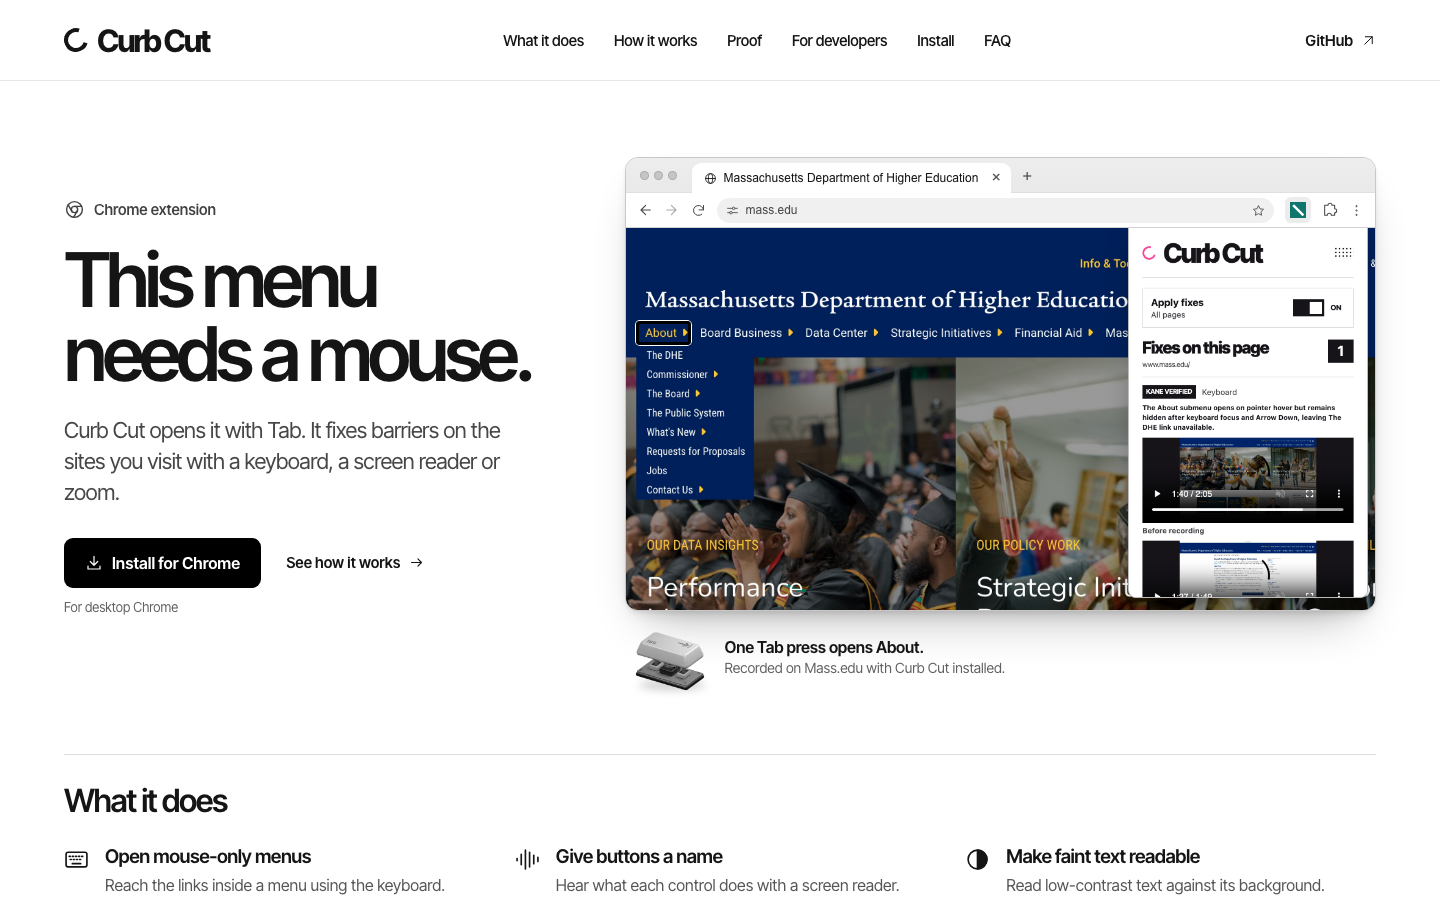 Curb Cut
What it does
How it works
Proof
For developers
Install
FAQ
GitHub
Chrome extension
This menu
needs a mouse.
Curb Cut opens it with Tab. It fixes barriers on the
sites you visit with a keyboard, a screen reader or
zoom.
Install for Chrome
See how it works
For desktop Chrome
Massachusetts Department of Higher Education
mass.edu
Info & Too
&
Massachusetts Department of Higher Educatio
About
Board Business
Data Center
Strategic Initiatives
Financial Aid
Mas
The DHE
Commissioner
The Board
The Public System
What's New
Requests for Proposals
Jobs
Contact Us
OUR DATA INSIGHTS
Performance
OUR POLICY WORK
Strategic Init
Curb Cut
Apply fixes
All pages
ON
Fixes on this page
1
www.mass.edu/
KANE VERIFIED
Keyboard
The About submenu opens on pointer hover but remains
hidden after keyboard focus and Arrow Down, leaving The
DHE link unavailable.
1:40 / 2:05
Before recording
1:27 / 1:49
One Tab press opens About.
Recorded on Mass.edu with Curb Cut installed.
What it does
Open mouse-only menus
Reach the links inside a menu using the keyboard.
Give buttons a name
Hear what each control does with a screen reader.
Make faint text readable
Read low-contrast text against its background.